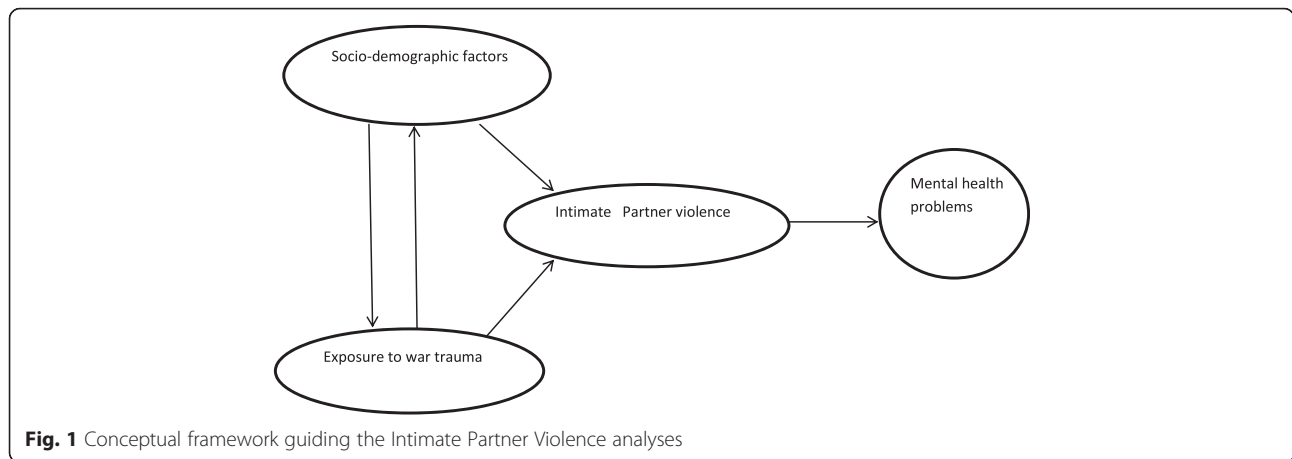 Socio-demographic factors
Intimate Partner violence
Mental health
problems
Exposure to war trauma
Fig. 1 Conceptual framework guiding the Intimate Partner Violence analyses